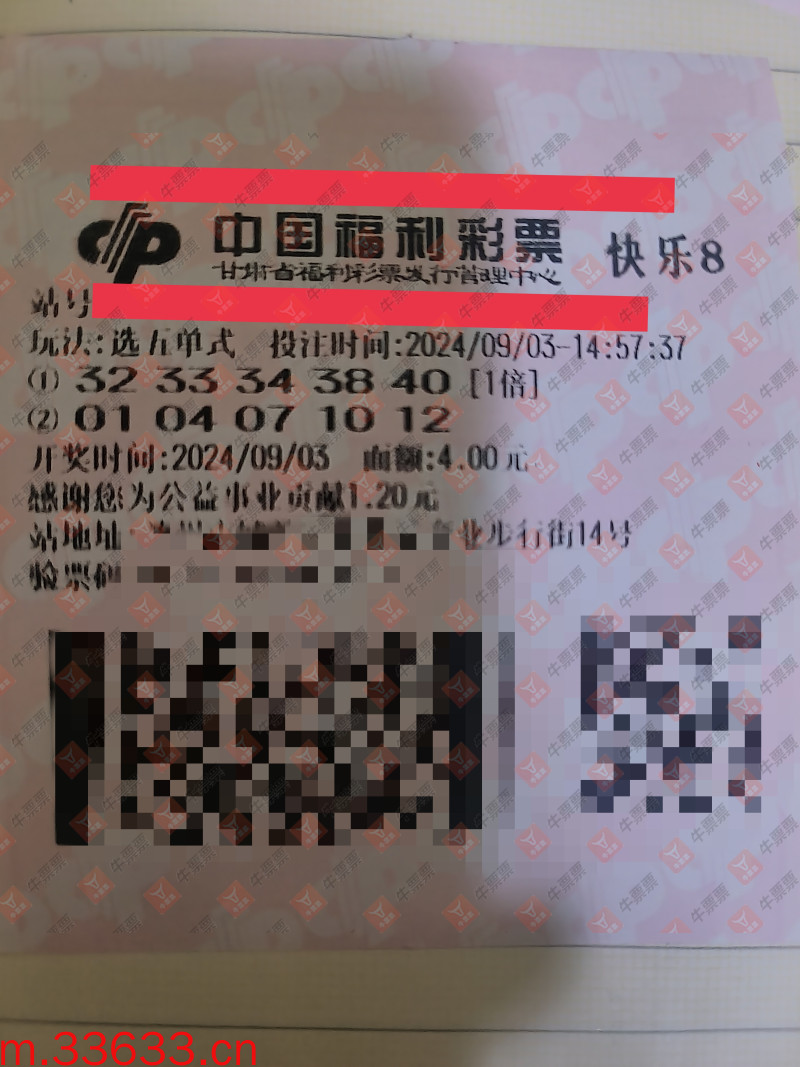 中国福利彩票 快乐8
甘肃省福利彩票发行管理中心
站号
玩法:选五单式 投注时间:2024/09/03-14:57:37
(1) 32 33 34 38 40 [1倍]
(2) 01 04 07 10 12
开奖时间:2024/09/03 面额:4.00元
感谢您为公益事业贡献1.20元
站地址 业步行街14号
验票码
牛票票
m.33633.cn